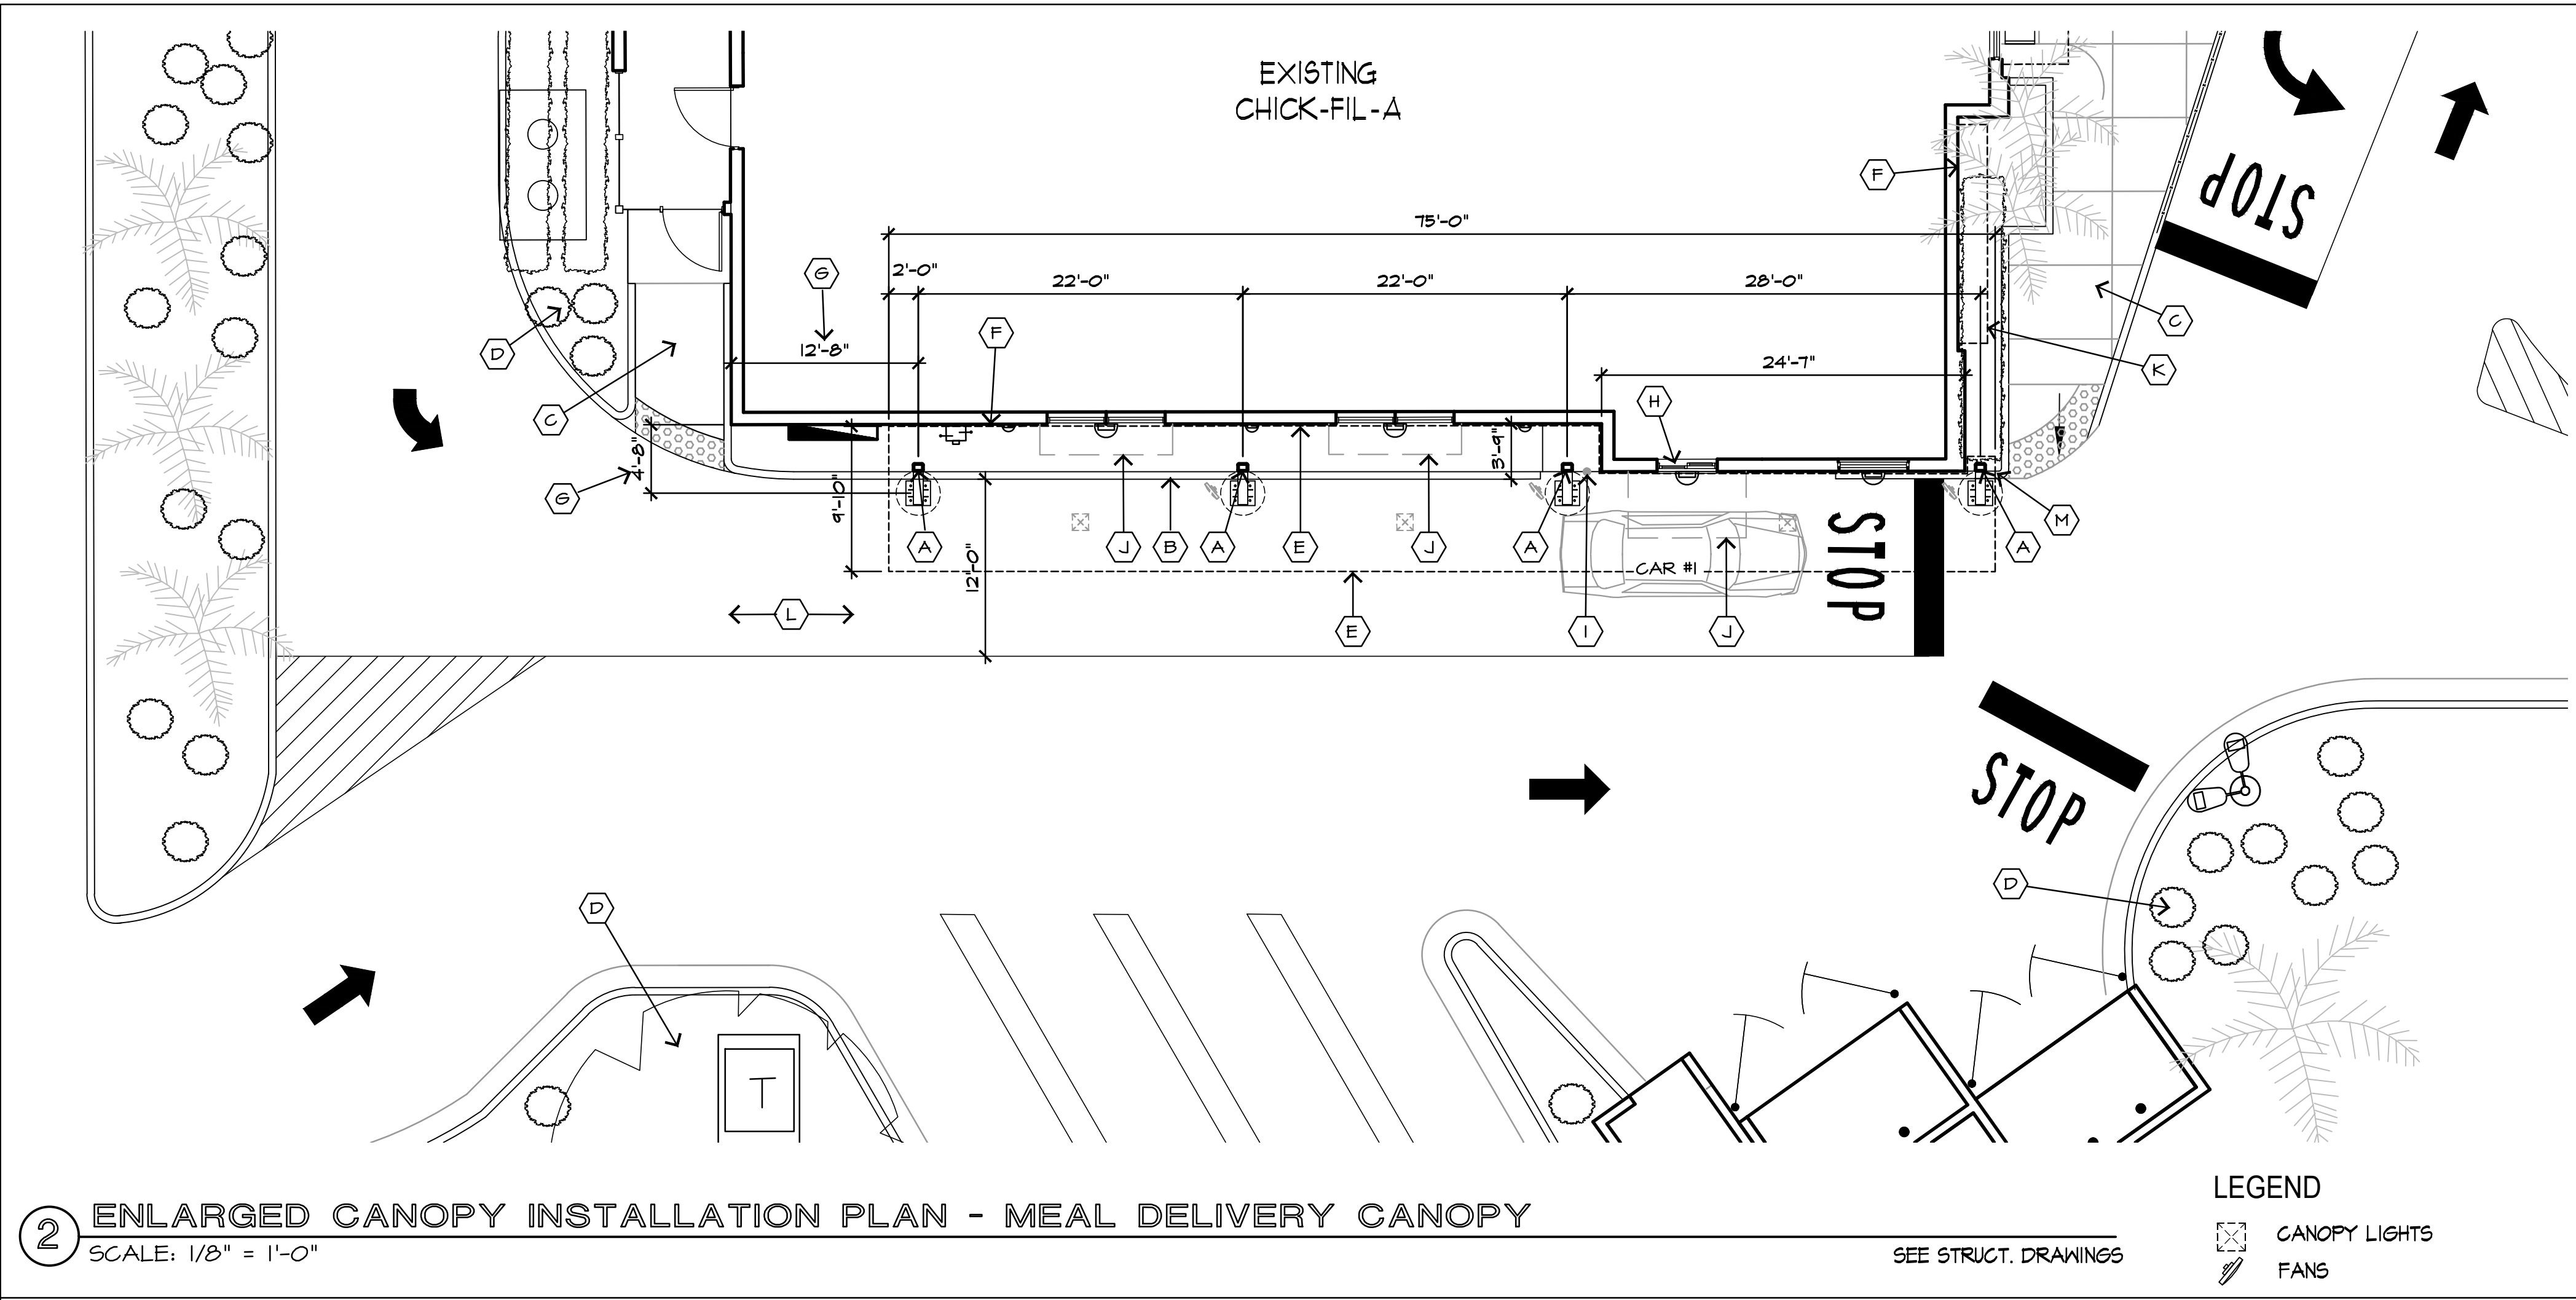 EXISTING
CHICK-FIL-A
STOP
F
75'-0"
G
2'-0"
22'-0"
22'-0"
28'-0"
C
F
D
12'-8"
24'-7"
K
H
C
4'-8"
3'-9"
G
9'-10"
M
A
J
B
A
E
J
A
A
STOP
12'-0"
CAR #1
L
E
I
J
STOP
D
D
T
LEGEND
2
ENLARGED CANOPY INSTALLATION PLAN - MEAL DELIVERY CANOPY
SCALE: 1/8" = 1'-0"
SEE STRUCT. DRAWINGS
CANOPY LIGHTS
FANS